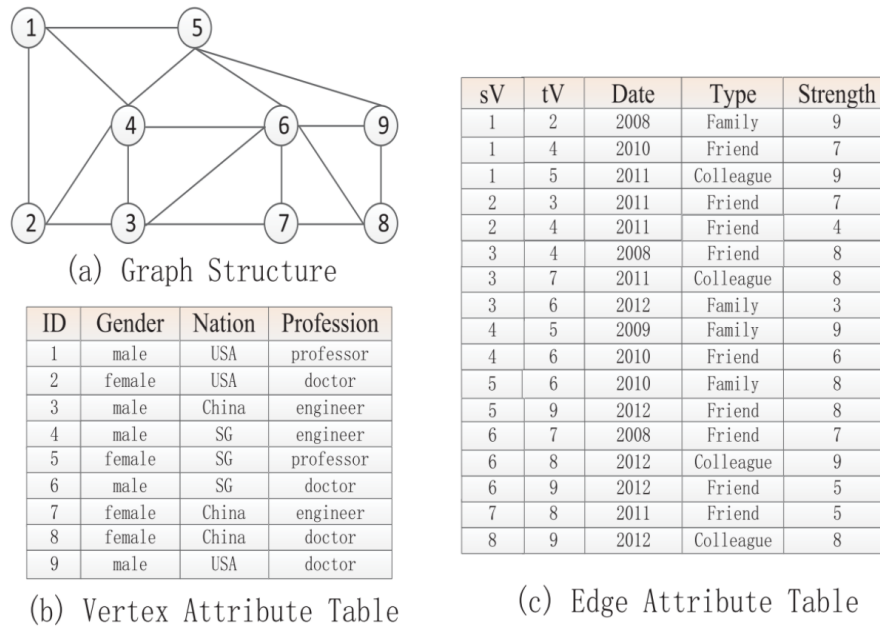 1
5
4
6
9
2
3
7
8
(a) Graph Structure
ID Gender Nation Profession
1 male USA professor
2 female USA doctor
3 male China engineer
4 male SG engineer
5 female SG professor
6 male SG doctor
7 female China engineer
8 female China doctor
9 male USA doctor
(b) Vertex Attribute Table
sV tV Date Type Strength
1 2 2008 Family 9
1 4 2010 Friend 7
1 5 2011 Colleague 9
2 3 2011 Friend 7
2 4 2011 Friend 4
3 4 2008 Friend 8
3 7 2011 Colleague 8
3 6 2012 Family 3
4 5 2009 Family 9
4 6 2010 Friend 6
5 6 2010 Family 8
5 9 2012 Friend 8
6 7 2008 Friend 7
6 8 2012 Colleague 9
6 9 2012 Friend 5
7 8 2011 Friend 5
8 9 2012 Colleague 8
(c) Edge Attribute Table